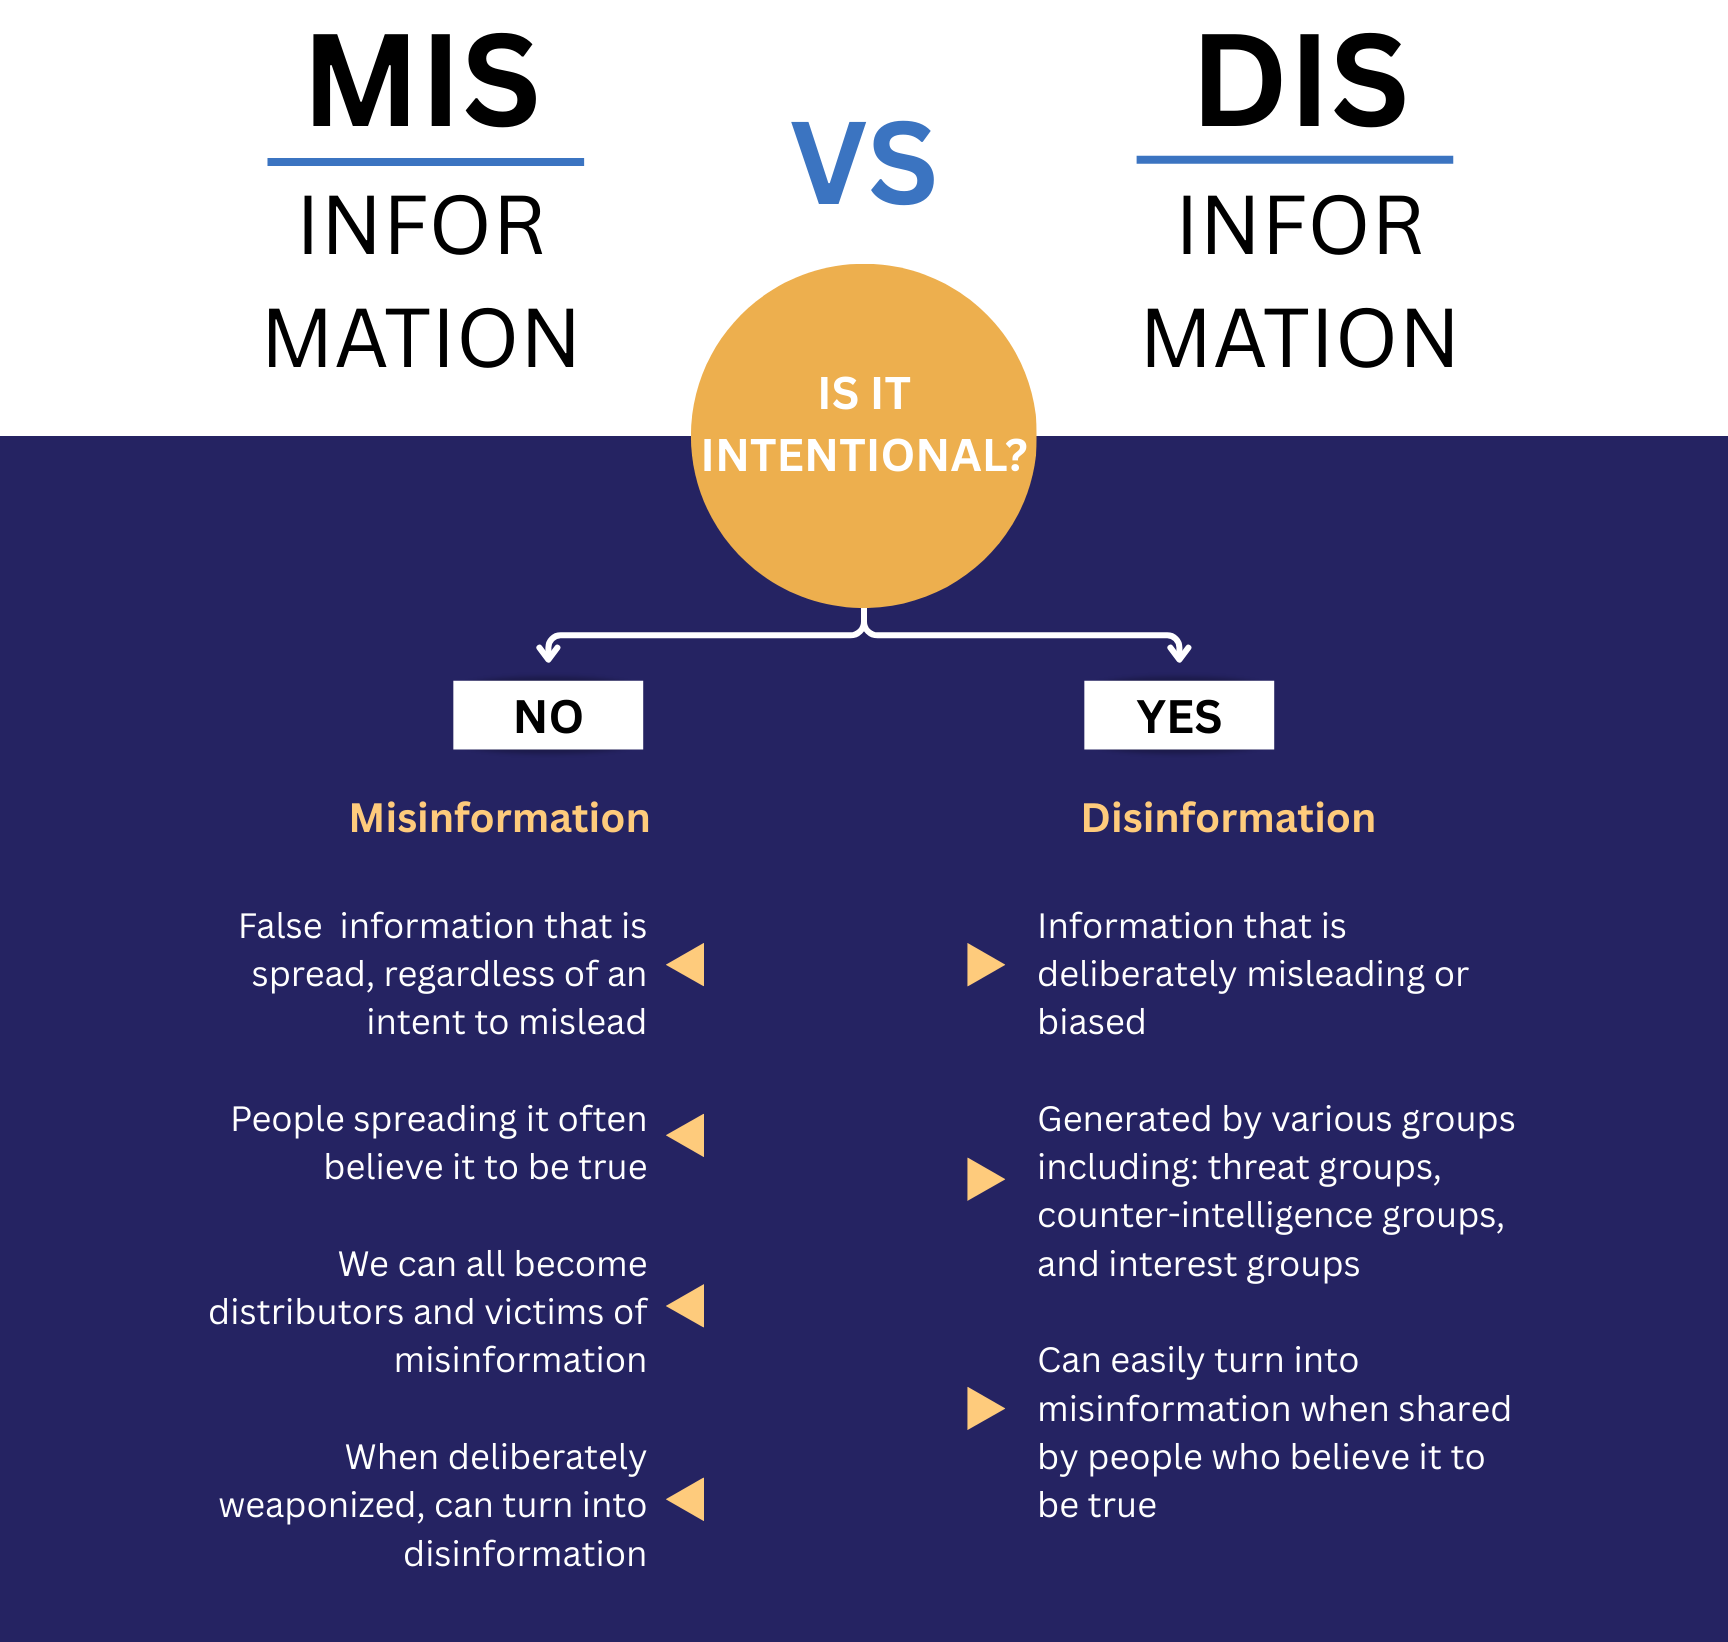 MIS
INFOR
MATION
VS
DIS
INFOR
MATION
IS IT
INTENTIONAL?
NO
Misinformation
False  information that is
spread, regardless of an
intent to mislead
People spreading it often
believe it to be true
We can all become
distributors and victims of
misinformation
When deliberately
weaponized, can turn into
disinformation
YES
Disinformation
Information that is
deliberately misleading or
biased
Generated by various groups
including: threat groups,
counter-intelligence groups,
and interest groups
Can easily turn into
misinformation when shared
by people who believe it to
be true